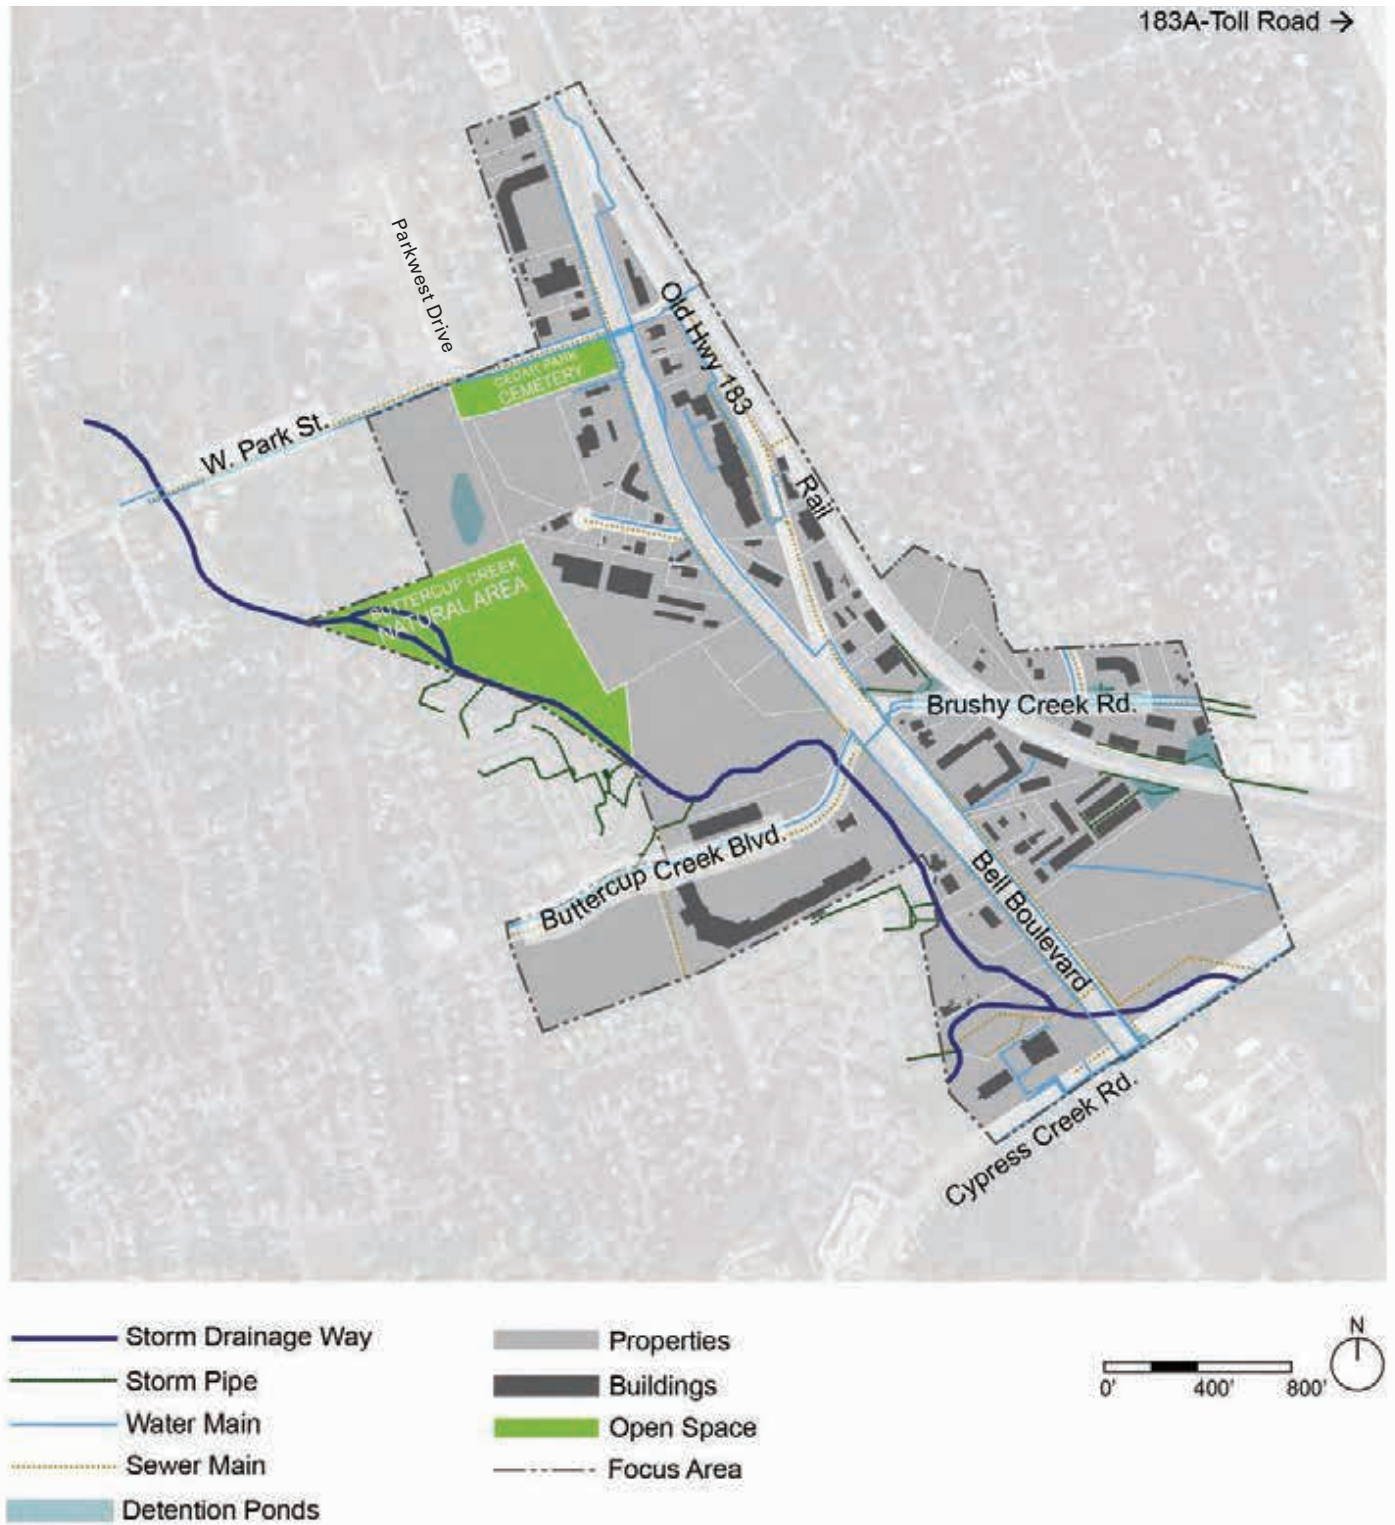 183A-Toll Road →
Parkwest Drive
Old Hwy 183
CEDAR PARK
CEMETERY
W. Park St.
Rail
BUTTERCUP CREEK
NATURAL AREA
Brushy Creek Rd.
Buttercup Creek Blvd.
Bell Boulevard
Cypress Creek Rd.
Storm Drainage Way
Storm Pipe
Water Main
Sewer Main
Detention Ponds
Properties
Buildings
Open Space
Focus Area
N
0' 400' 800'